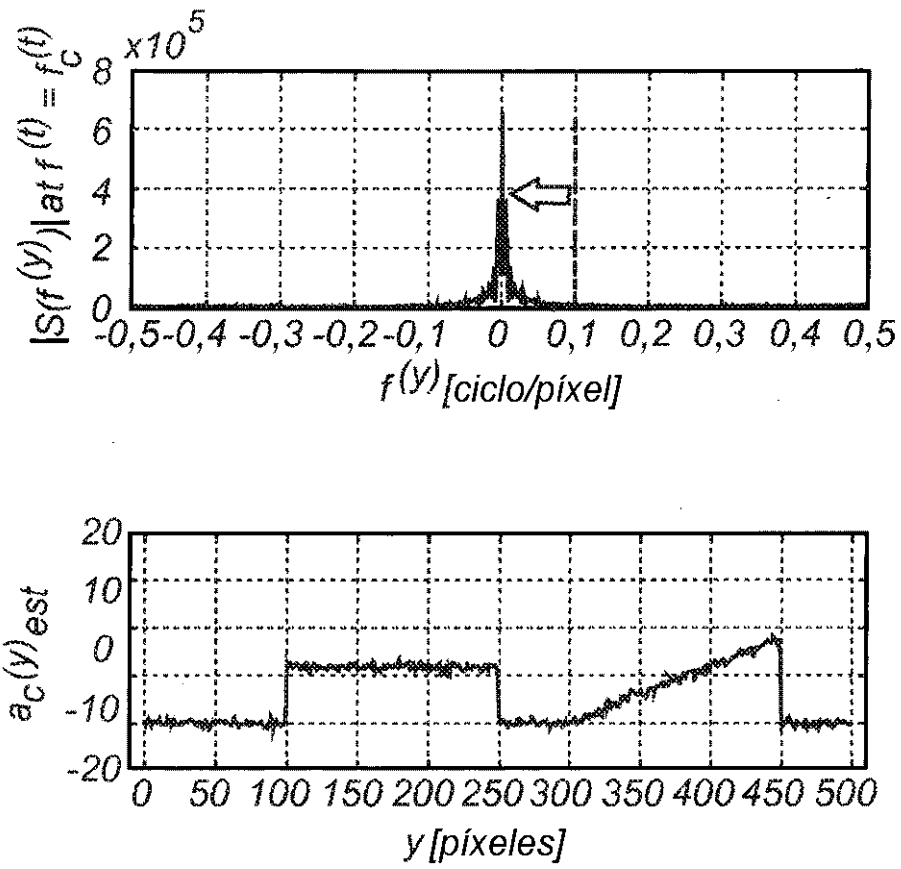 x10^5
|S(f^(y))| at f^(t) = f_C^(t)
8
6
4
2
0
-0,5 -0,4 -0,3 -0,2 -0,1 0 0,1 0,2 0,3 0,4 0,5
f^(y) [ciclo/píxel]
a_C(y)_est
20
10
0
-10
-20
0 50 100 150 200 250 300 350 400 450 500
y [píxeles]